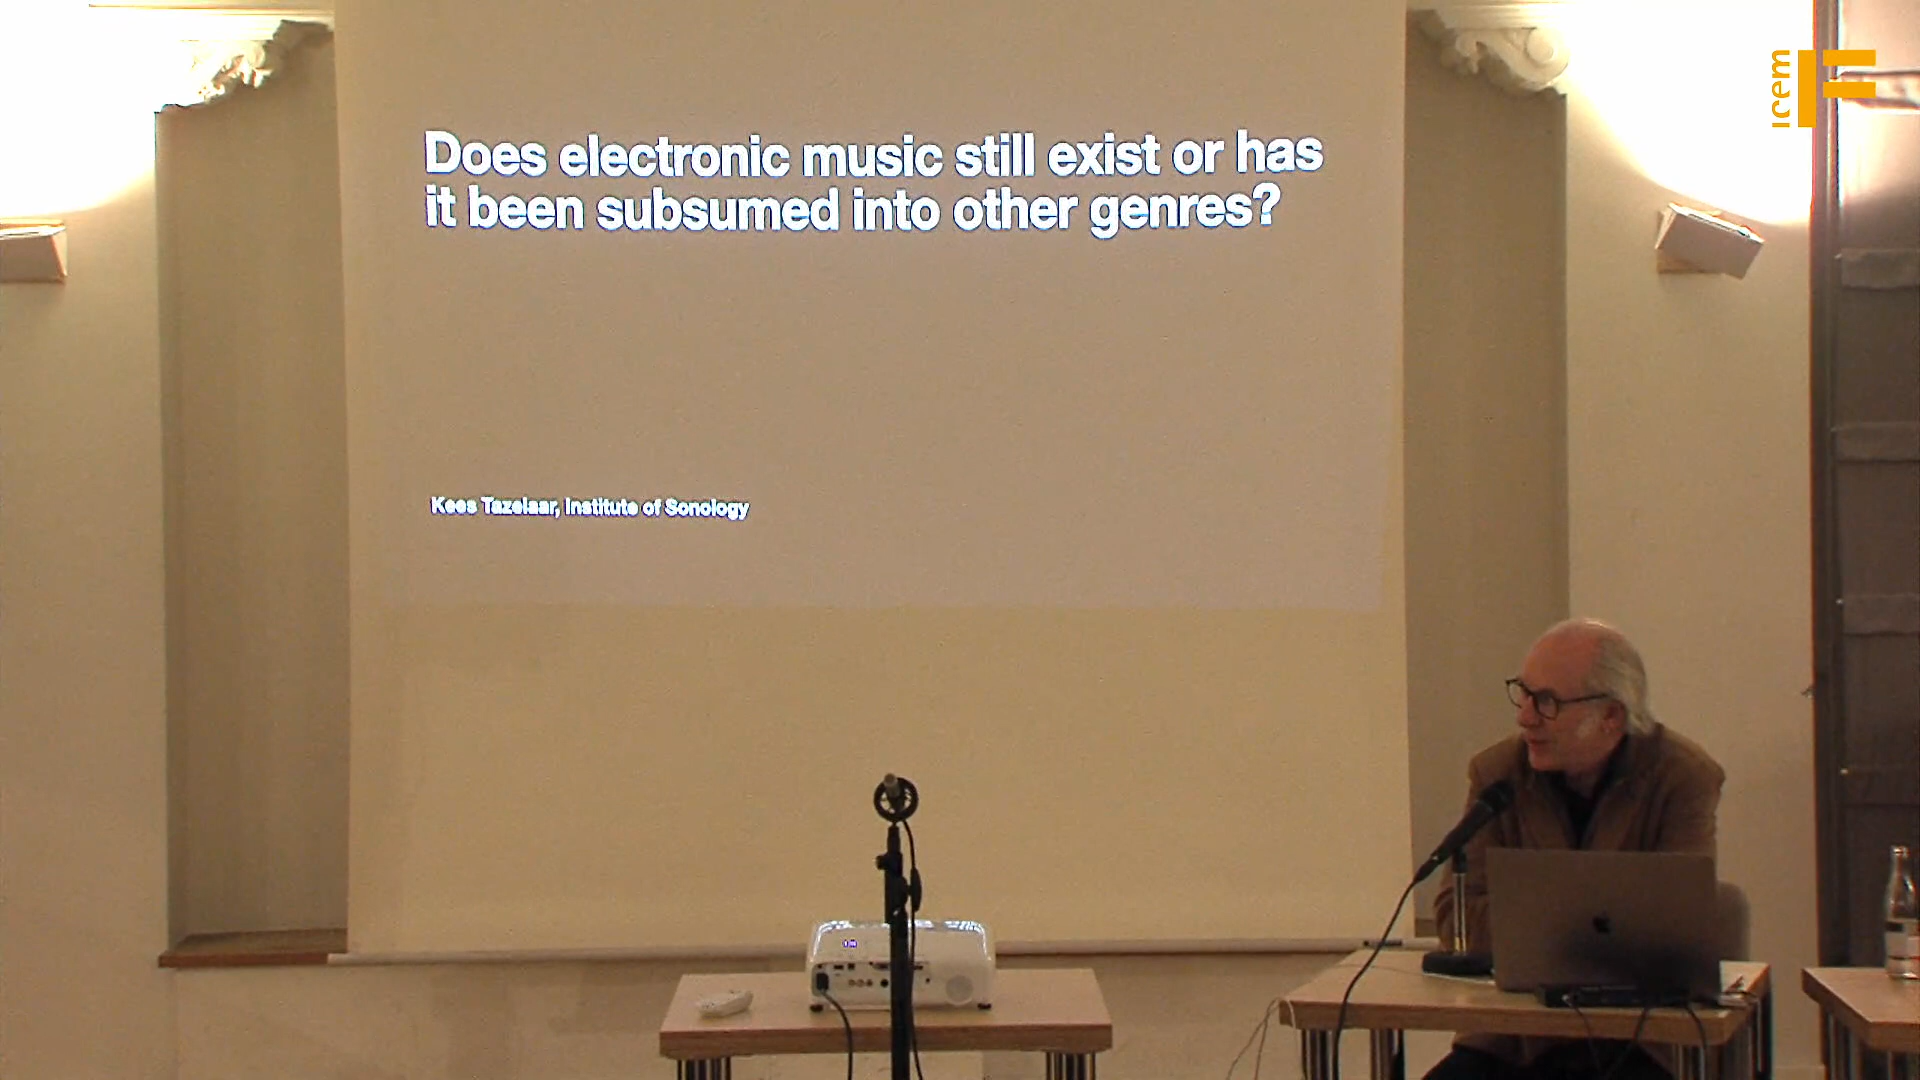 Does electronic music still exist or has
it been subsumed into other genres?
Kees Tazelaar, Institute of Sonology
icem